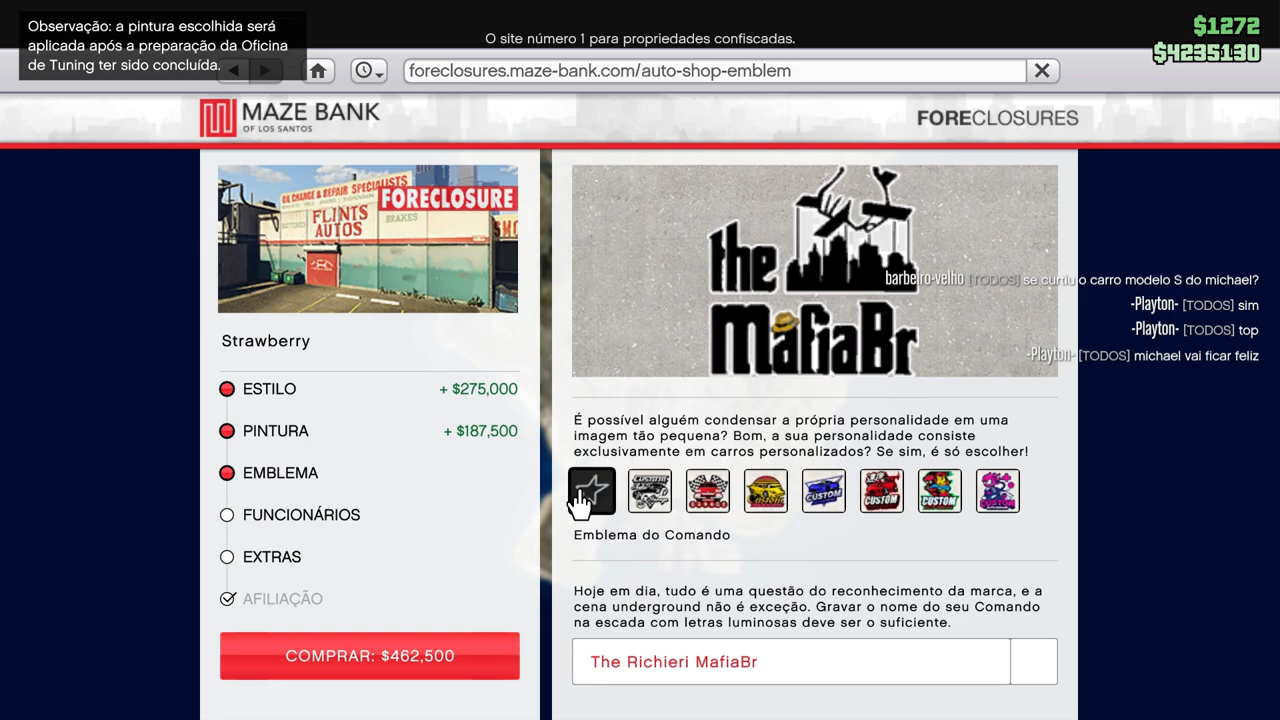 Observação: a pintura escolhida será
aplicada após a preparação da Oficina
de Tuning ter sido concluída.
O site número 1 para propriedades confiscadas.
$1272
$4235130
foreclosures.maze-bank.com/auto-shop-emblem
MAZE BANK
OF LOS SANTOS
FORECLOSURES
OIL CHANGE & REPAIR SPECIALISTS
FORECLOSURE
FLINTS
AUTOS
BRAKES
the
MafiaBr
barbeiro-velho [TODOS] se curtiu o carro modelo S do michael?
-Playton- [TODOS] sim
-Playton- [TODOS] top
-Playton- [TODOS] michael vai ficar feliz
Strawberry
ESTILO + $275,000
PINTURA + $187,500
EMBLEMA
FUNCIONÁRIOS
EXTRAS
AFILIAÇÃO
COMPRAR: $462,500
É possível alguém condensar a própria personalidade em uma
imagem tão pequena? Bom, a sua personalidade consiste
exclusivamente em carros personalizados? Se sim, é só escolher!
CUSTOM
CUSTOM
CUSTOM
Emblema do Comando
Hoje em dia, tudo é uma questão do reconhecimento da marca, e a
cena underground não é exceção. Gravar o nome do seu Comando
na escada com letras luminosas deve ser o suficiente.
The Richieri MafiaBr